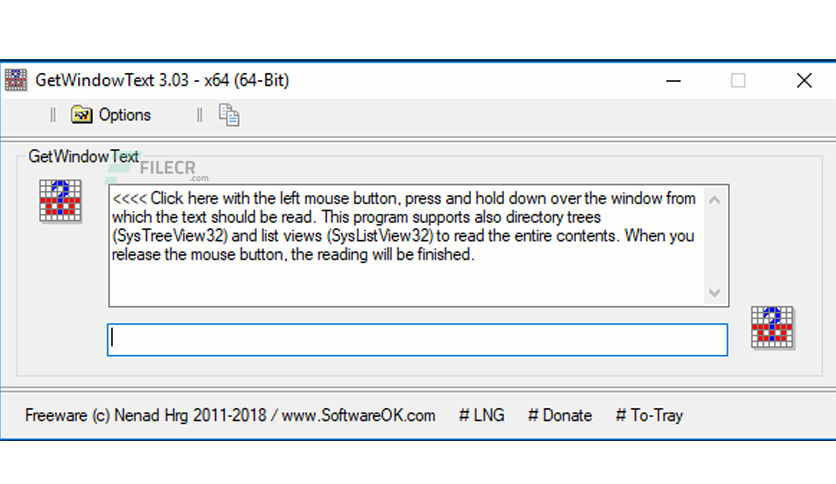 GetWindowText 3.03 - x64 (64-Bit)
Options
GetWindowText
FILECR
.com
<<<< Click here with the left mouse button, press and hold down over the window from
which the text should be read. This program supports also directory trees
(SysTreeView32) and list views (SysListView32) to read the entire contents. When you
release the mouse button, the reading will be finished.
Freeware (c) Nenad Hrg 2011-2018 / www.SoftwareOK.com # LNG # Donate # To-Tray